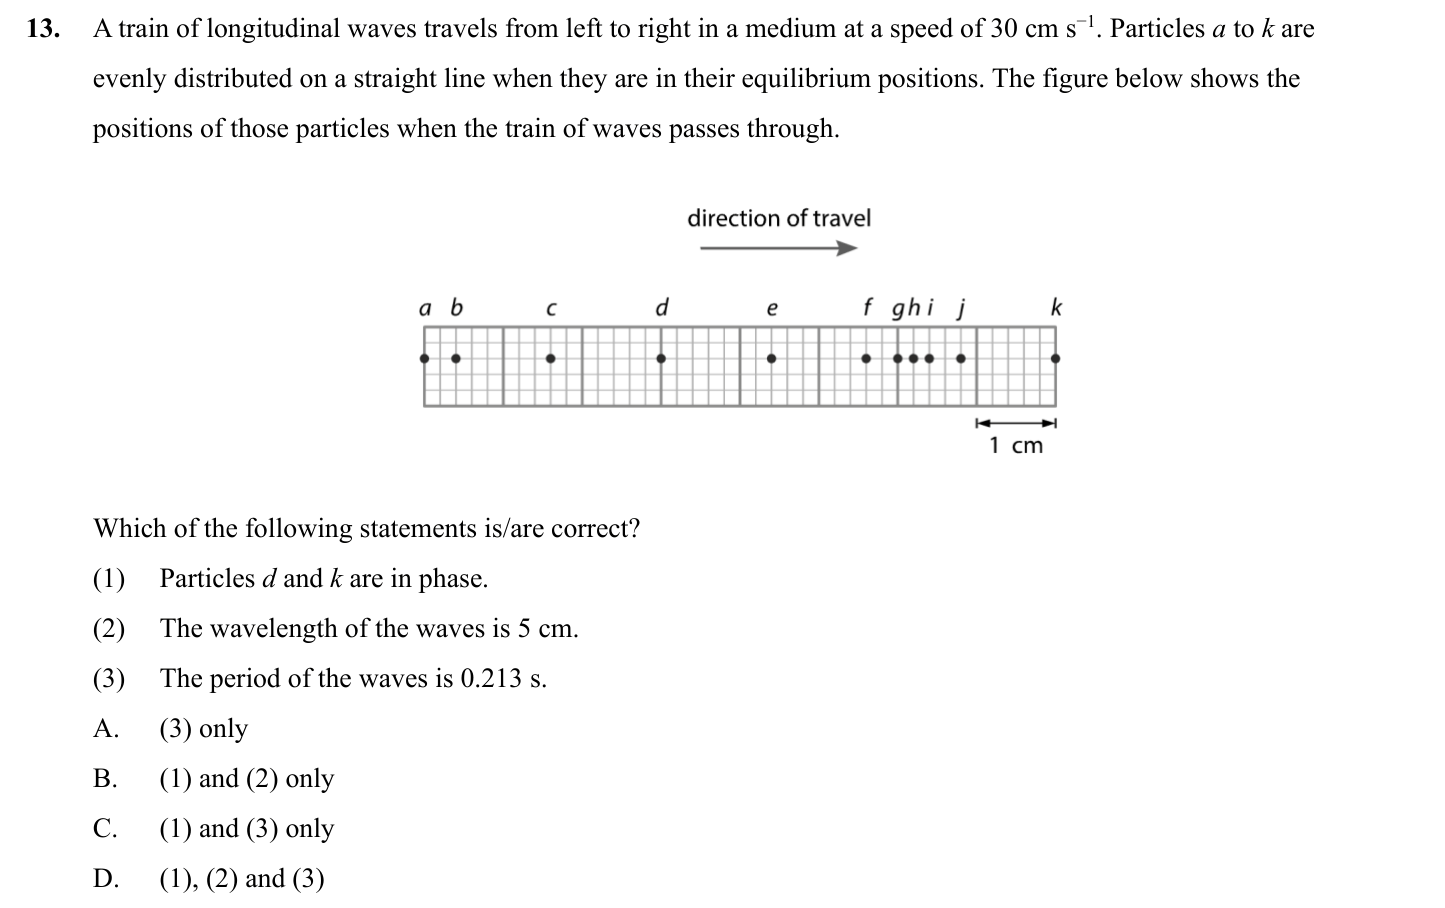 13. A train of longitudinal waves travels from left to right in a medium at a speed of 30 cm s⁻¹. Particles a to k are
evenly distributed on a straight line when they are in their equilibrium positions. The figure below shows the
positions of those particles when the train of waves passes through.
direction of travel
a b c d e f g h i j k
1 cm
Which of the following statements is/are correct?
(1) Particles d and k are in phase.
(2) The wavelength of the waves is 5 cm.
(3) The period of the waves is 0.213 s.
A. (3) only
B. (1) and (2) only
C. (1) and (3) only
D. (1), (2) and (3)